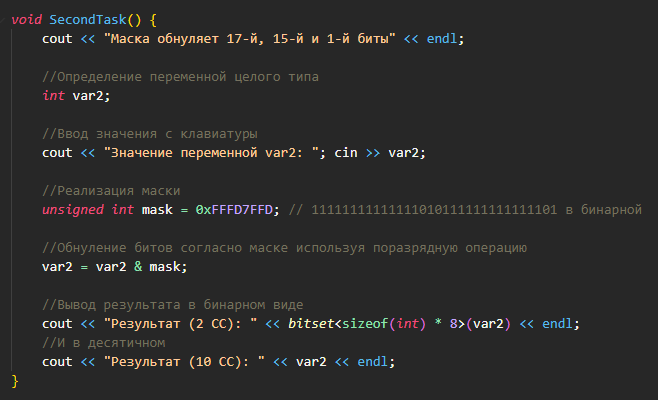 void SecondTask() {
cout << "Маска обнуляет 17-й, 15-й и 1-й биты" << endl;
//Определение переменной целого типа
int var2;
//Ввод значения с клавиатуры
cout << "Значение переменной var2: "; cin >> var2;
//Реализация маски
unsigned int mask = 0xFFFD7FFD; // 11111111111111010111111111111101 в бинарной
//Обнуление битов согласно маске используя поразрядную операцию
var2 = var2 & mask;
//Вывод результата в бинарном виде
cout << "Результат (2 СС): " << bitset<sizeof(int) * 8>(var2) << endl;
//И в десятичном
cout << "Результат (10 СС): " << var2 << endl;
}